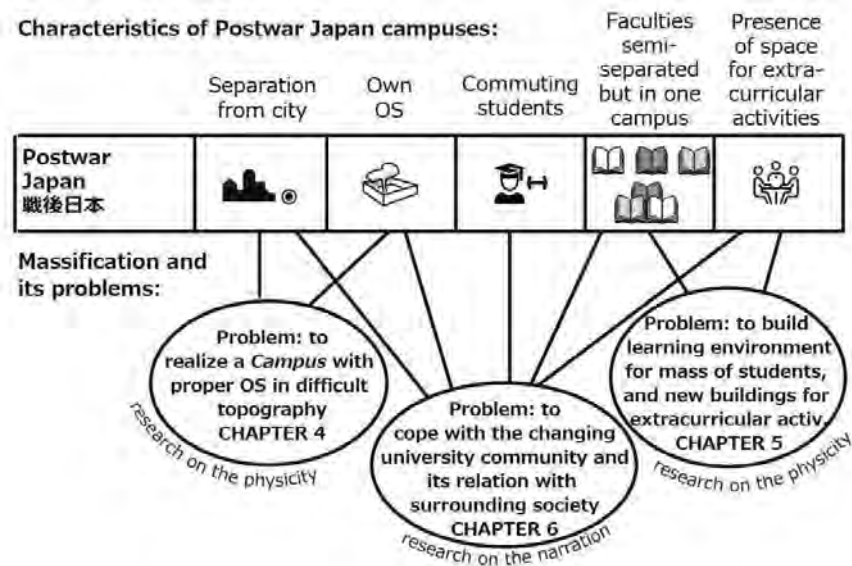 Characteristics of Postwar Japan campuses:
Separation
from city
Own
OS
Commuting
students
Faculties
semi-
separated
but in one
campus
Presence
of space
for extra-
curricular
activities
Postwar
Japan
戦後日本
Massification and
its problems:
Problem: to
realize a Campus with
proper OS in difficult
topography
CHAPTER 4
research on the physicity
Problem: to
cope with the changing
university community and
its relation with
surrounding society
CHAPTER 6
research on the narration
Problem: to build
learning environment
for mass of students,
and new buildings for
extracurricular activ.
CHAPTER 5
research on the physicity